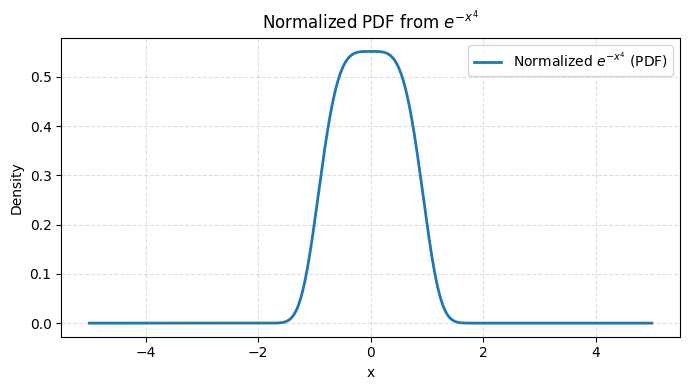 Normalized PDF from $e^{-x^4}$
Normalized $e^{-x^4}$ (PDF)
Density
0.5
0.4
0.3
0.2
0.1
0.0
−4
−2
0
2
4
x